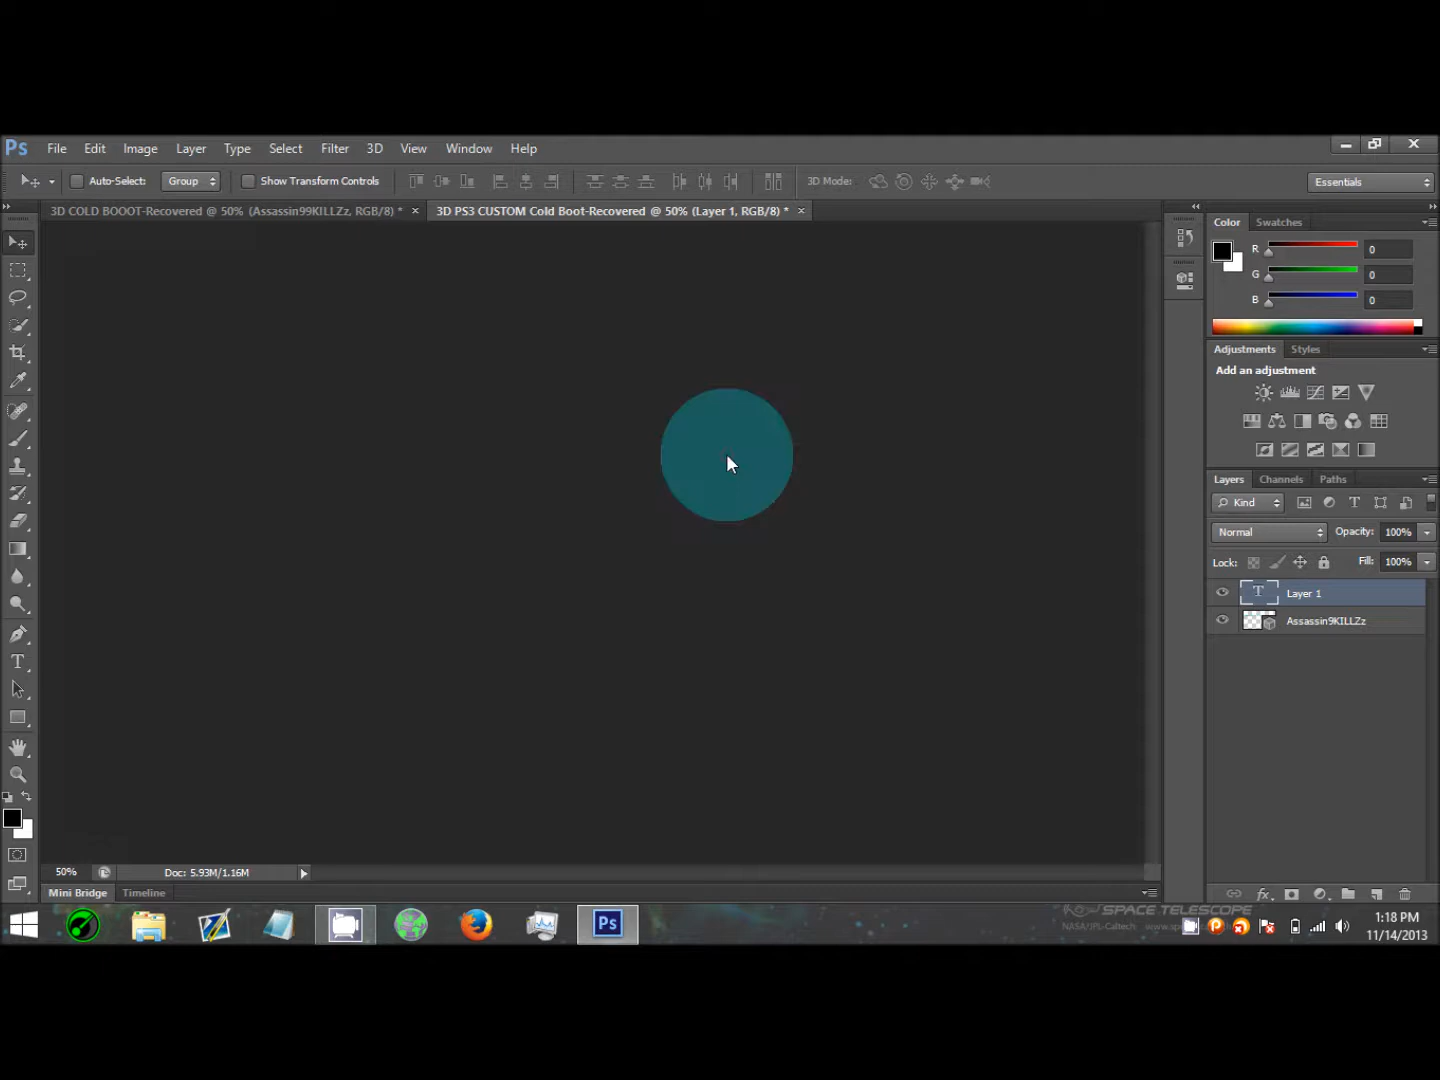 Ps File Edit Image Layer Type Select Filter 3D View Window Help
Auto-Select: Group Show Transform Controls 3D Mode: Essentials
3D COLD BOOOT-Recovered @ 50% (Assassin99KILLZz, RGB/8) * × 3D PS3 CUSTOM Cold Boot-Recovered @ 50% (Layer 1, RGB/8) * ×
Color Swatches
R 0
G 0
B 0
Adjustments Styles
Add an adjustment
Layers Channels Paths
Kind
Normal Opacity: 100%
Lock: Fill: 100%
T Layer 1
Assassin9KILLZz
50% Doc: 5.93M/1.16M
Mini Bridge Timeline
SPACE TELESCOPE
NASA/JPL-Caltech
Ps
1:18 PM
11/14/2013